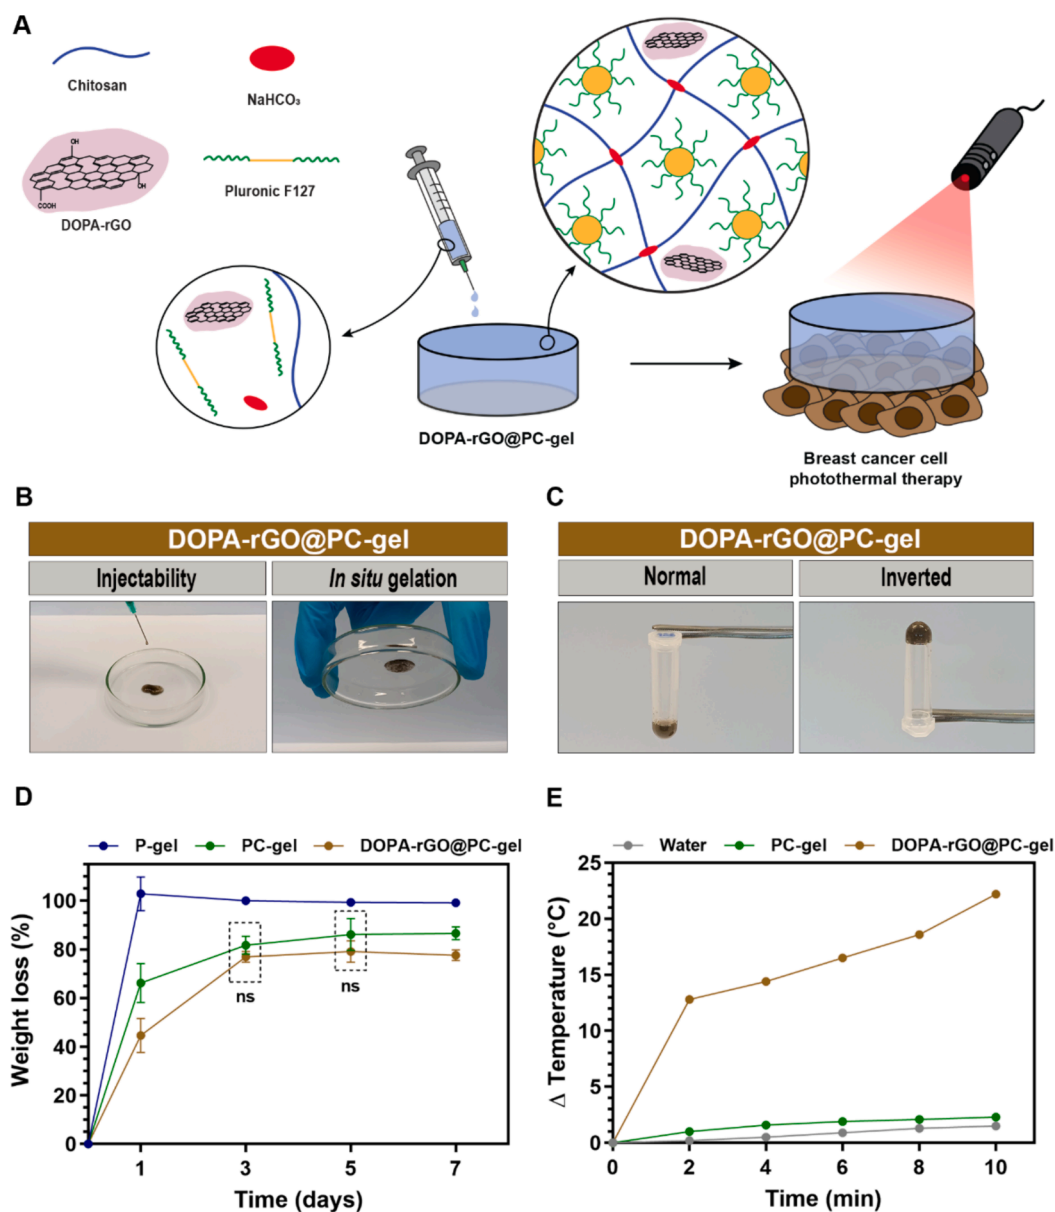 A
Chitosan
NaHCO₃
OH
OH
COOH
DOPA-rGO
Pluronic F127
DOPA-rGO@PC-gel
Breast cancer cell
photothermal therapy
B
DOPA-rGO@PC-gel
Injectability
In situ gelation
C
DOPA-rGO@PC-gel
Normal
Inverted
D
P-gel
PC-gel
DOPA-rGO@PC-gel
Weight loss (%)
100
80
60
40
20
0
ns
ns
1
3
5
7
Time (days)
E
Water
PC-gel
DOPA-rGO@PC-gel
Δ Temperature (°C)
25
20
15
10
5
0
0
2
4
6
8
10
Time (min)